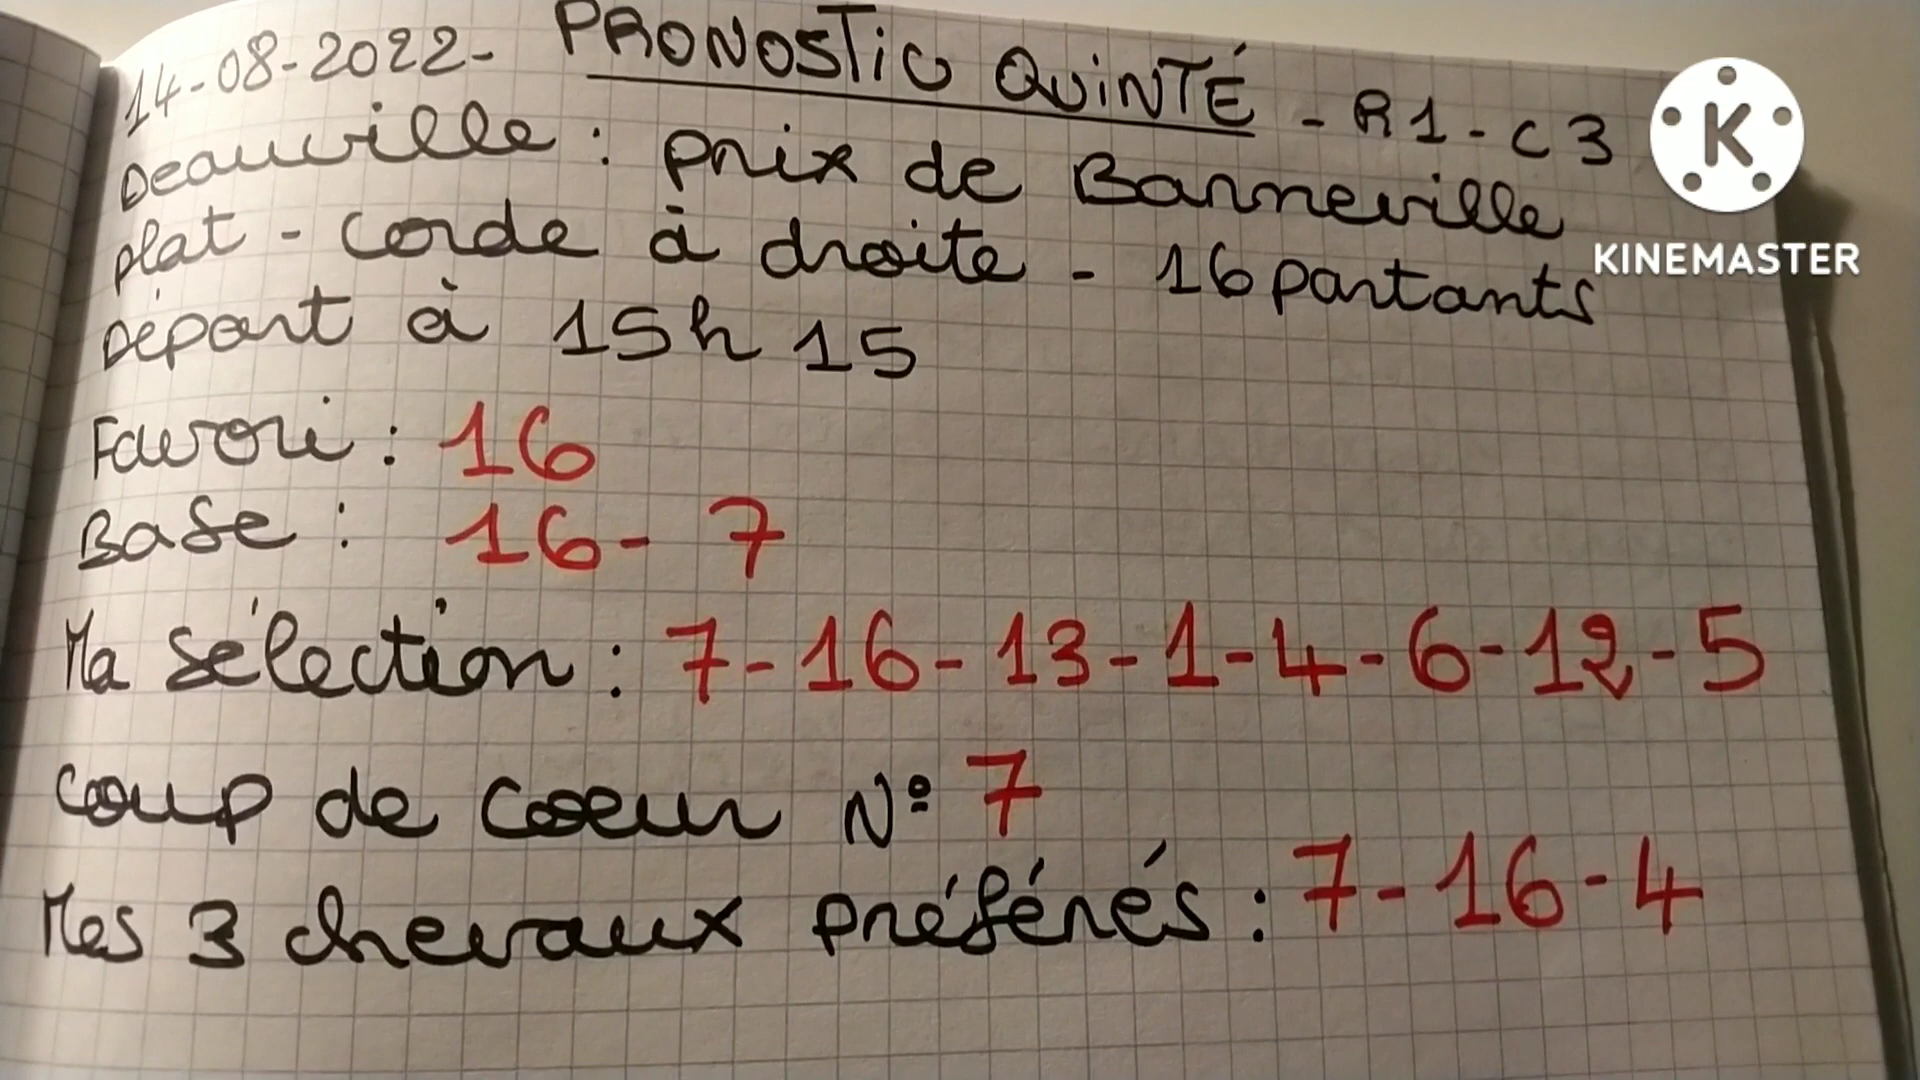 14-08-2022- PRONOSTIC QUINTÉ - R1 - C3
Deauville : prix de Banneville
plat - corde à droite - 16 partants
Départ à 15h15
Favori : 16
Base : 16 - 7
Ma sélection : 7 - 16 - 13 - 1 - 4 - 6 - 12 - 5
Coup de coeur N° 7
Mes 3 chevaux préférés : 7 - 16 - 4
K
KINEMASTER